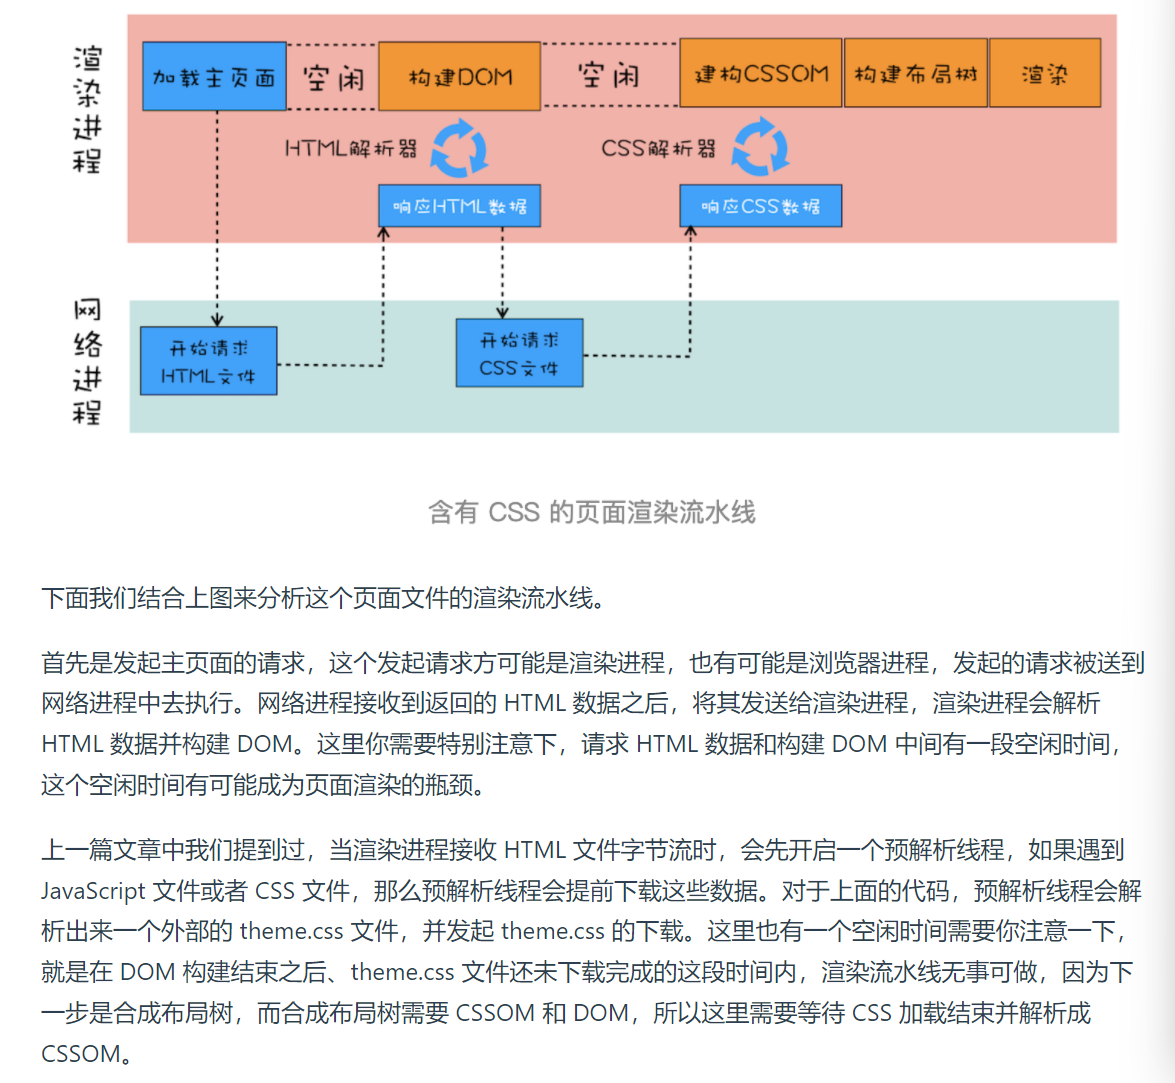 渲染进程
加载主页面
空闲
构建DOM
空闲
建构CSSOM
构建布局树
渲染
HTML解析器
CSS解析器
响应HTML数据
响应CSS数据
网络进程
开始请求
HTML文件
开始请求
CSS文件
含有 CSS 的页面渲染流水线
下面我们结合上图来分析这个页面文件的渲染流水线。
首先是发起主页面的请求，这个发起请求方可能是渲染进程，也有可能是浏览器进程，发起的请求被送到
网络进程中去执行。网络进程接收到返回的 HTML 数据之后，将其发送给渲染进程，渲染进程会解析
HTML 数据并构建 DOM。这里你需要特别注意下，请求 HTML 数据和构建 DOM 中间有一段空闲时间，
这个空闲时间有可能成为页面渲染的瓶颈。
上一篇文章中我们提到过，当渲染进程接收 HTML 文件字节流时，会先开启一个预解析线程，如果遇到
JavaScript 文件或者 CSS 文件，那么预解析线程会提前下载这些数据。对于上面的代码，预解析线程会解
析出来一个外部的 theme.css 文件，并发起 theme.css 的下载。这里也有一个空闲时间需要你注意一下，
就是在 DOM 构建结束之后、theme.css 文件还未下载完成的这段时间内，渲染流水线无事可做，因为下
一步是合成布局树，而合成布局树需要 CSSOM 和 DOM，所以这里需要等待 CSS 加载结束并解析成
CSSOM。